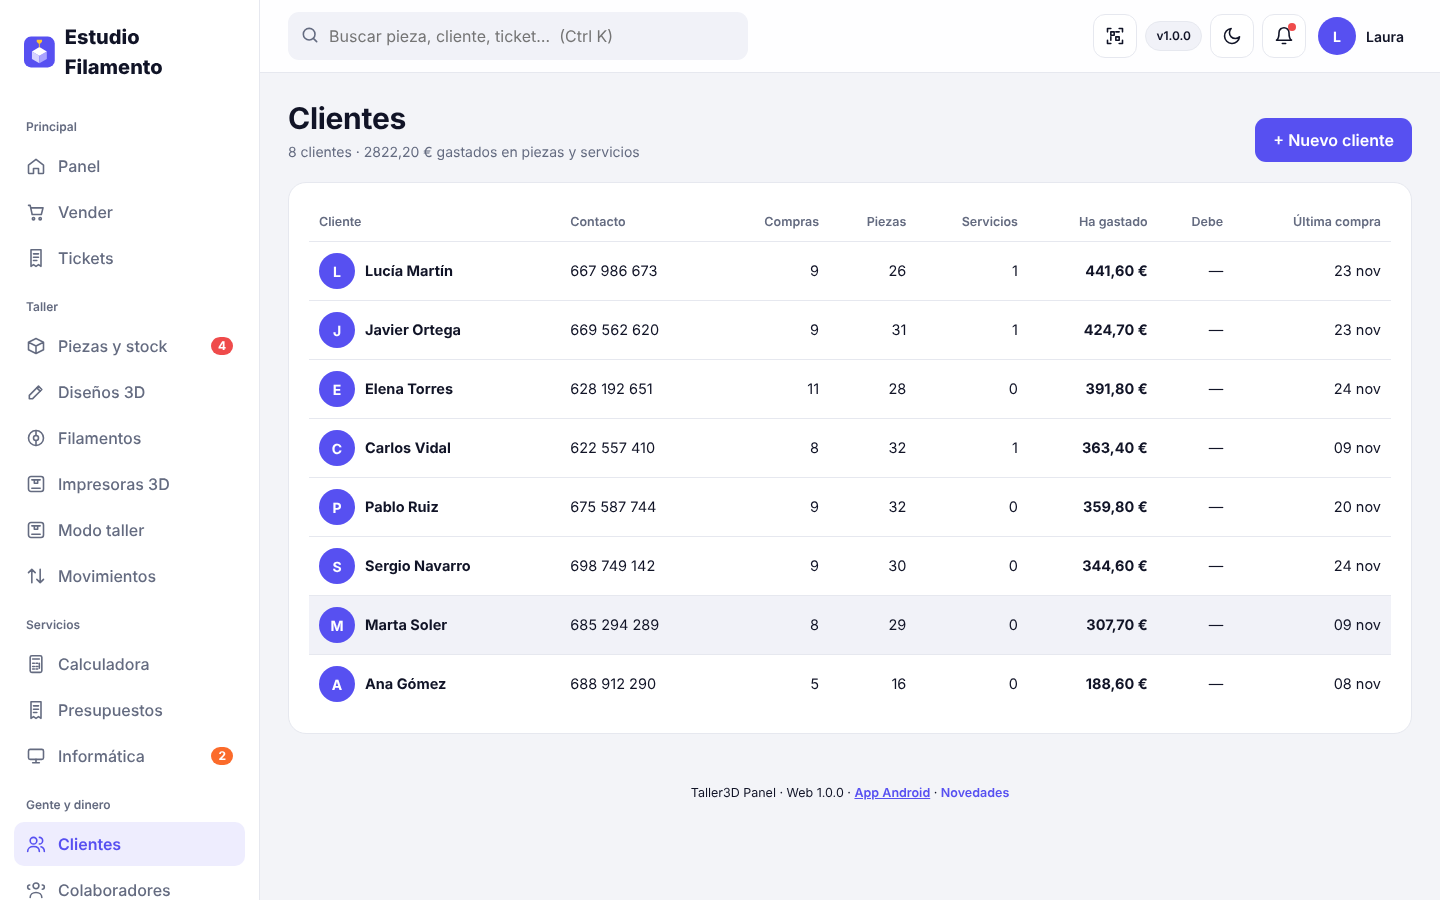 Estudio
Filamento
Principal
Panel
Vender
Tickets
Taller
Piezas y stock 4
Diseños 3D
Filamentos
Impresoras 3D
Modo taller
Movimientos
Servicios
Calculadora
Presupuestos
Informática 2
Gente y dinero
Clientes
Colaboradores
Buscar pieza, cliente, ticket... (Ctrl K)
v1.0.0
L Laura
Clientes
8 clientes · 2822,20 € gastados en piezas y servicios
+ Nuevo cliente
Cliente Contacto Compras Piezas Servicios Ha gastado Debe Última compra
L Lucía Martín 667 986 673 9 26 1 441,60 € — 23 nov
J Javier Ortega 669 562 620 9 31 1 424,70 € — 23 nov
E Elena Torres 628 192 651 11 28 0 391,80 € — 24 nov
C Carlos Vidal 622 557 410 8 32 1 363,40 € — 09 nov
P Pablo Ruiz 675 587 744 9 32 0 359,80 € — 20 nov
S Sergio Navarro 698 749 142 9 30 0 344,60 € — 24 nov
M Marta Soler 685 294 289 8 29 0 307,70 € — 09 nov
A Ana Gómez 688 912 290 5 16 0 188,60 € — 08 nov
Taller3D Panel · Web 1.0.0 · App Android · Novedades